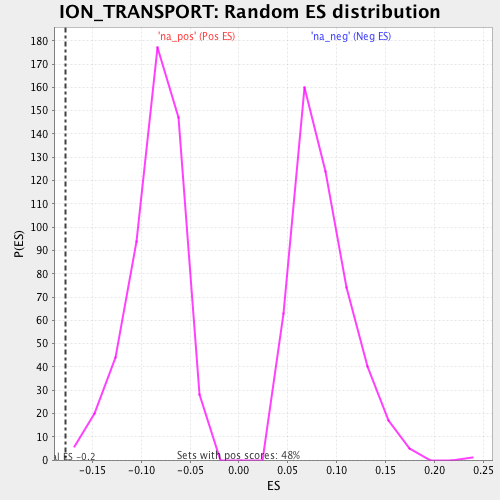 ION_TRANSPORT: Random ES distribution
'na_pos' (Pos ES) 'na_neg' (Neg ES)
180
170
160
150
140
130
120
110
100
90
80
70
60
50
40
30
20
10
0
P(ES)
ES -0.2
Sets with pos scores: 48%
-0.15 -0.10 -0.05 0.00 0.05 0.10 0.15 0.20 0.25
ES